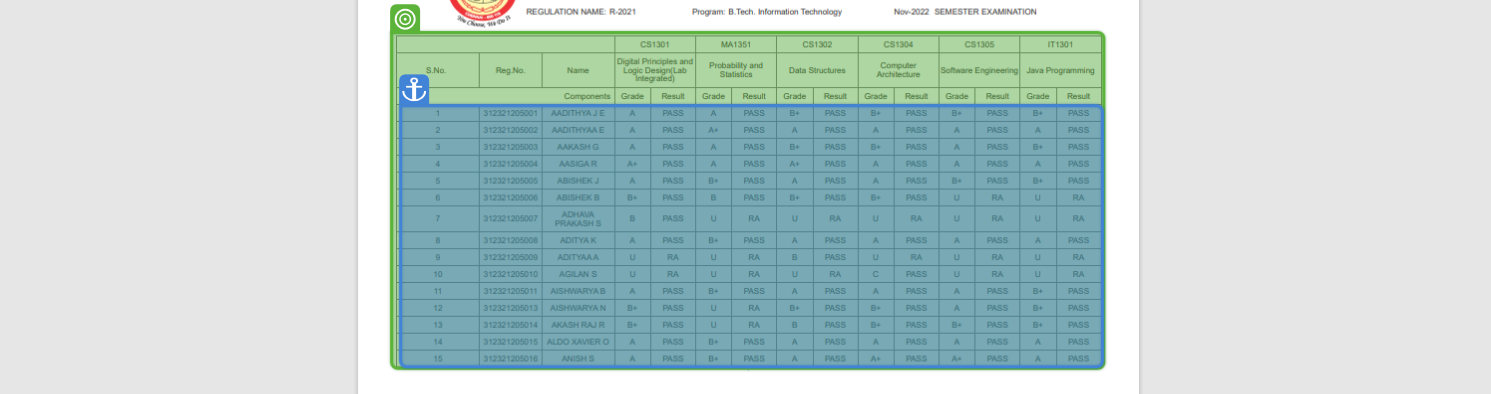 You Choose, We Do It
REGULATION NAME: R-2021 Program: B.Tech. Information Technology Nov-2022 SEMESTER EXAMINATION
CS1301 MA1351 CS1302 CS1304 CS1305 IT1301
S.No. Reg.No. Name Digital Principles and Logic Design(Lab Integrated) Probability and Statistics Data Structures Computer Architecture Software Engineering Java Programming
Components Grade Result Grade Result Grade Result Grade Result Grade Result Grade Result
1 312321205001 AADITHYA J E A PASS A PASS B+ PASS B+ PASS B+ PASS B+ PASS
2 312321205002 AADITHYAA E A PASS A+ PASS A PASS A PASS A PASS A PASS
3 312321205003 AAKASH G A PASS A PASS B+ PASS B+ PASS A PASS B+ PASS
4 312321205004 AASIGA R A+ PASS A PASS A+ PASS A PASS A PASS A PASS
5 312321205005 ABISHEK J A PASS B+ PASS A PASS A PASS B+ PASS B+ PASS
6 312321205006 ABISHEK B B+ PASS B PASS B+ PASS B+ PASS U RA U RA
7 312321205007 ADHAVA PRAKASH S B PASS U RA U RA U RA U RA U RA
8 312321205008 ADITYA K A PASS B+ PASS A PASS A PASS A PASS A PASS
9 312321205009 ADITYAA A U RA U RA B PASS U RA U RA U RA
10 312321205010 AGILAN S U RA U RA U RA C PASS U RA U RA
11 312321205011 AISHWARYA B A PASS B+ PASS A PASS A PASS A PASS B+ PASS
12 312321205013 AISHWARYA N B+ PASS U RA B+ PASS B+ PASS A PASS B+ PASS
13 312321205014 AKASH RAJ R B+ PASS U RA B PASS B+ PASS B+ PASS B+ PASS
14 312321205015 ALDO XAVIER O A PASS B+ PASS A PASS A PASS A PASS A PASS
15 312321205016 ANISH S A PASS B+ PASS A PASS A+ PASS A+ PASS A PASS